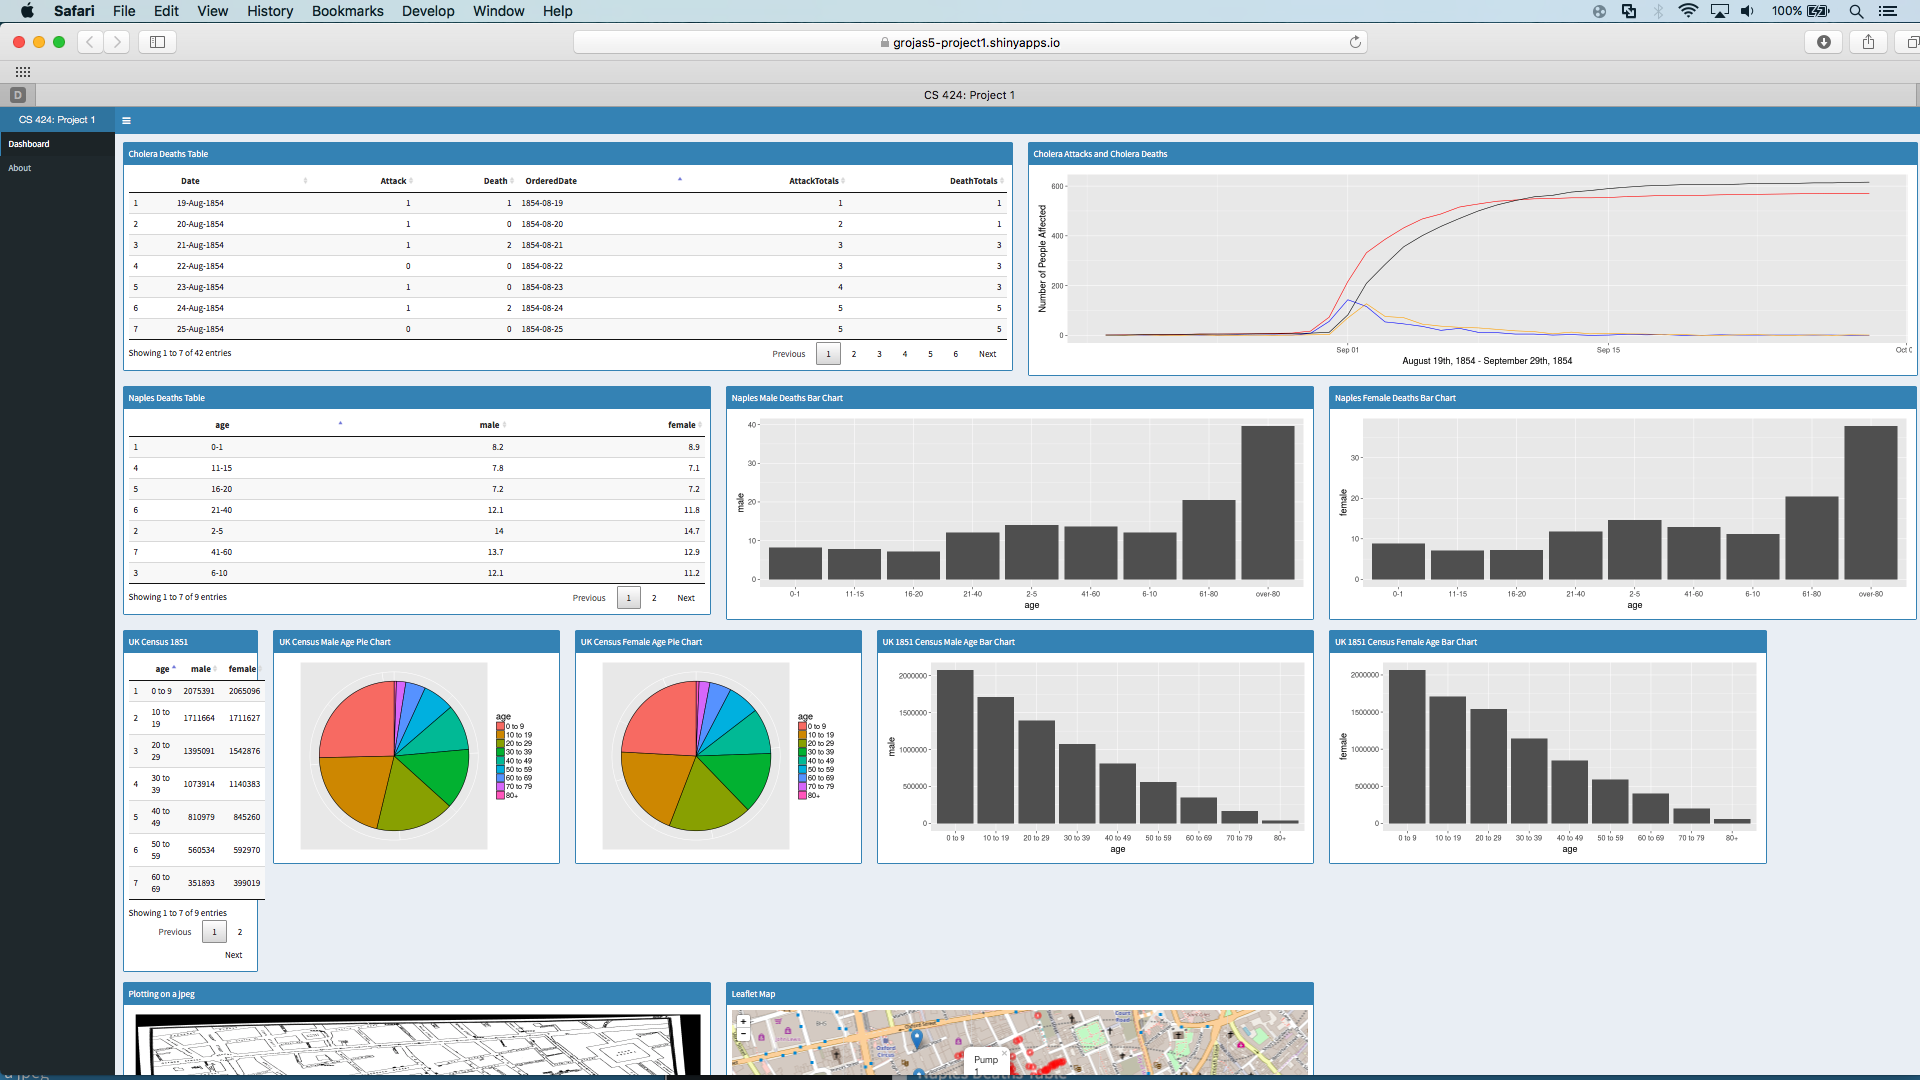 Safari File Edit View History Bookmarks Develop Window Help 100%
grojas5-project1.shinyapps.io
D CS 424: Project 1
CS 424: Project 1
Dashboard
About
Cholera Deaths Table
Date Attack Death OrderedDate AttackTotals DeathTotals
1 19-Aug-1854 1 1 1854-08-19 1 1
2 20-Aug-1854 1 0 1854-08-20 2 1
3 21-Aug-1854 1 2 1854-08-21 3 3
4 22-Aug-1854 0 0 1854-08-22 3 3
5 23-Aug-1854 1 0 1854-08-23 4 3
6 24-Aug-1854 1 2 1854-08-24 5 5
7 25-Aug-1854 0 0 1854-08-25 5 5
Showing 1 to 7 of 42 entries Previous 1 2 3 4 5 6 Next
Cholera Attacks and Cholera Deaths
Number of People Affected
600
400
200
0
Sep 01 Sep 15 Oct 0
August 19th, 1854 - September 29th, 1854
Naples Deaths Table
age male female
1 0-1 8.2 8.9
4 11-15 7.8 7.1
5 16-20 7.2 7.2
6 21-40 12.1 11.8
2 2-5 14 14.7
7 41-60 13.7 12.9
3 6-10 12.1 11.2
Showing 1 to 7 of 9 entries Previous 1 2 Next
Naples Male Deaths Bar Chart
male
40
30
20
10
0
0-1 11-15 16-20 21-40 2-5 41-60 6-10 61-80 over-80
age
Naples Female Deaths Bar Chart
female
30
20
10
0
0-1 11-15 16-20 21-40 2-5 41-60 6-10 61-80 over-80
age
UK Census 1851
age male female
1 0 to 9 2075391 2065096
2 10 to 19 1711664 1711627
3 20 to 29 1395091 1542876
4 30 to 39 1073914 1140383
5 40 to 49 810979 845260
6 50 to 59 560534 592970
7 60 to 69 351893 399019
Showing 1 to 7 of 9 entries
Previous 1 2
Next
UK Census Male Age Pie Chart
age
0 to 9
10 to 19
20 to 29
30 to 39
40 to 49
50 to 59
60 to 69
70 to 79
80+
UK Census Female Age Pie Chart
age
0 to 9
10 to 19
20 to 29
30 to 39
40 to 49
50 to 59
60 to 69
70 to 79
80+
UK 1851 Census Male Age Bar Chart
male
2000000
1500000
1000000
500000
0
0 to 9 10 to 19 20 to 29 30 to 39 40 to 49 50 to 59 60 to 69 70 to 79 80+
age
UK 1851 Census Female Age Bar Chart
female
2000000
1500000
1000000
500000
0
0 to 9 10 to 19 20 to 29 30 to 39 40 to 49 50 to 59 60 to 69 70 to 79 80+
age
Plotting on a jpeg
Leaflet Map
+
-
Oxford Street
Oxford Circus
Court Road
Pump
1